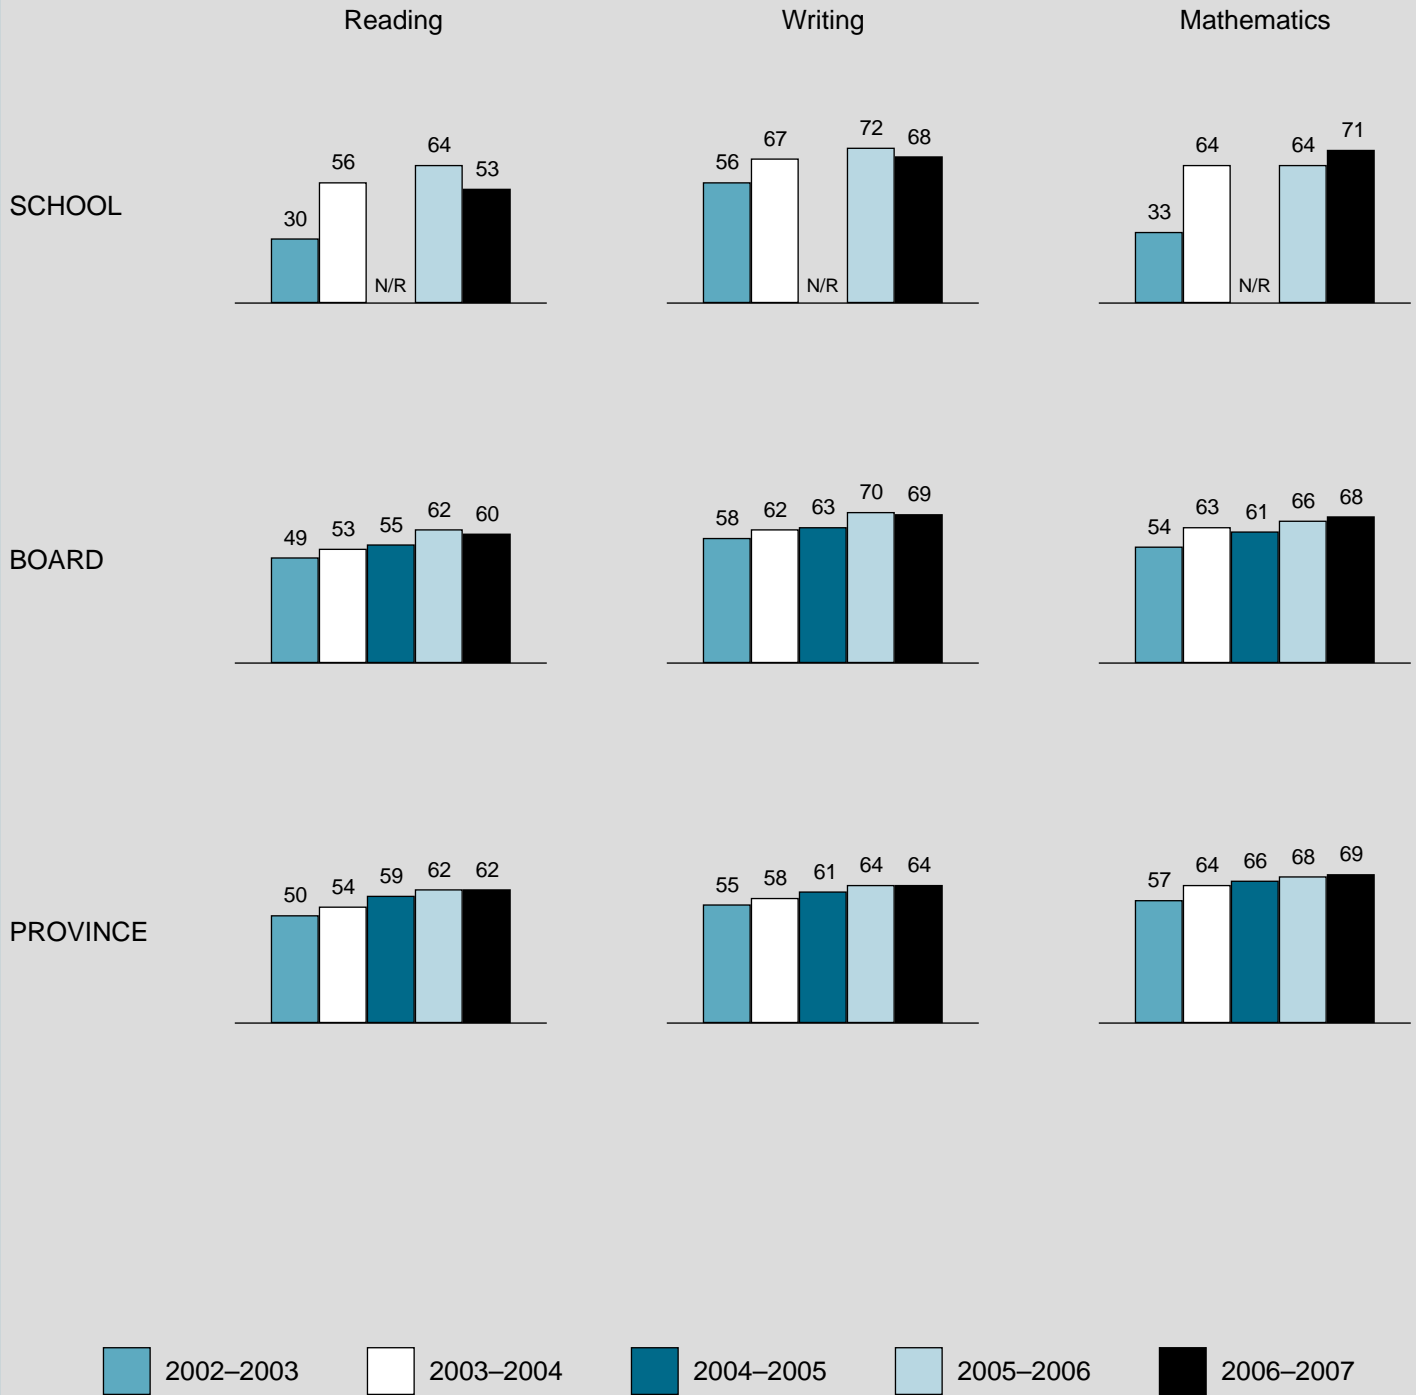 Reading Writing Mathematics
SCHOOL
30 56 N/R 64 53
56 67 N/R 72 68
33 64 N/R 64 71
BOARD
49 53 55 62 60
58 62 63 70 69
54 63 61 66 68
PROVINCE
50 54 59 62 62
55 58 61 64 64
57 64 66 68 69
2002–2003 2003–2004 2004–2005 2005–2006 2006–2007